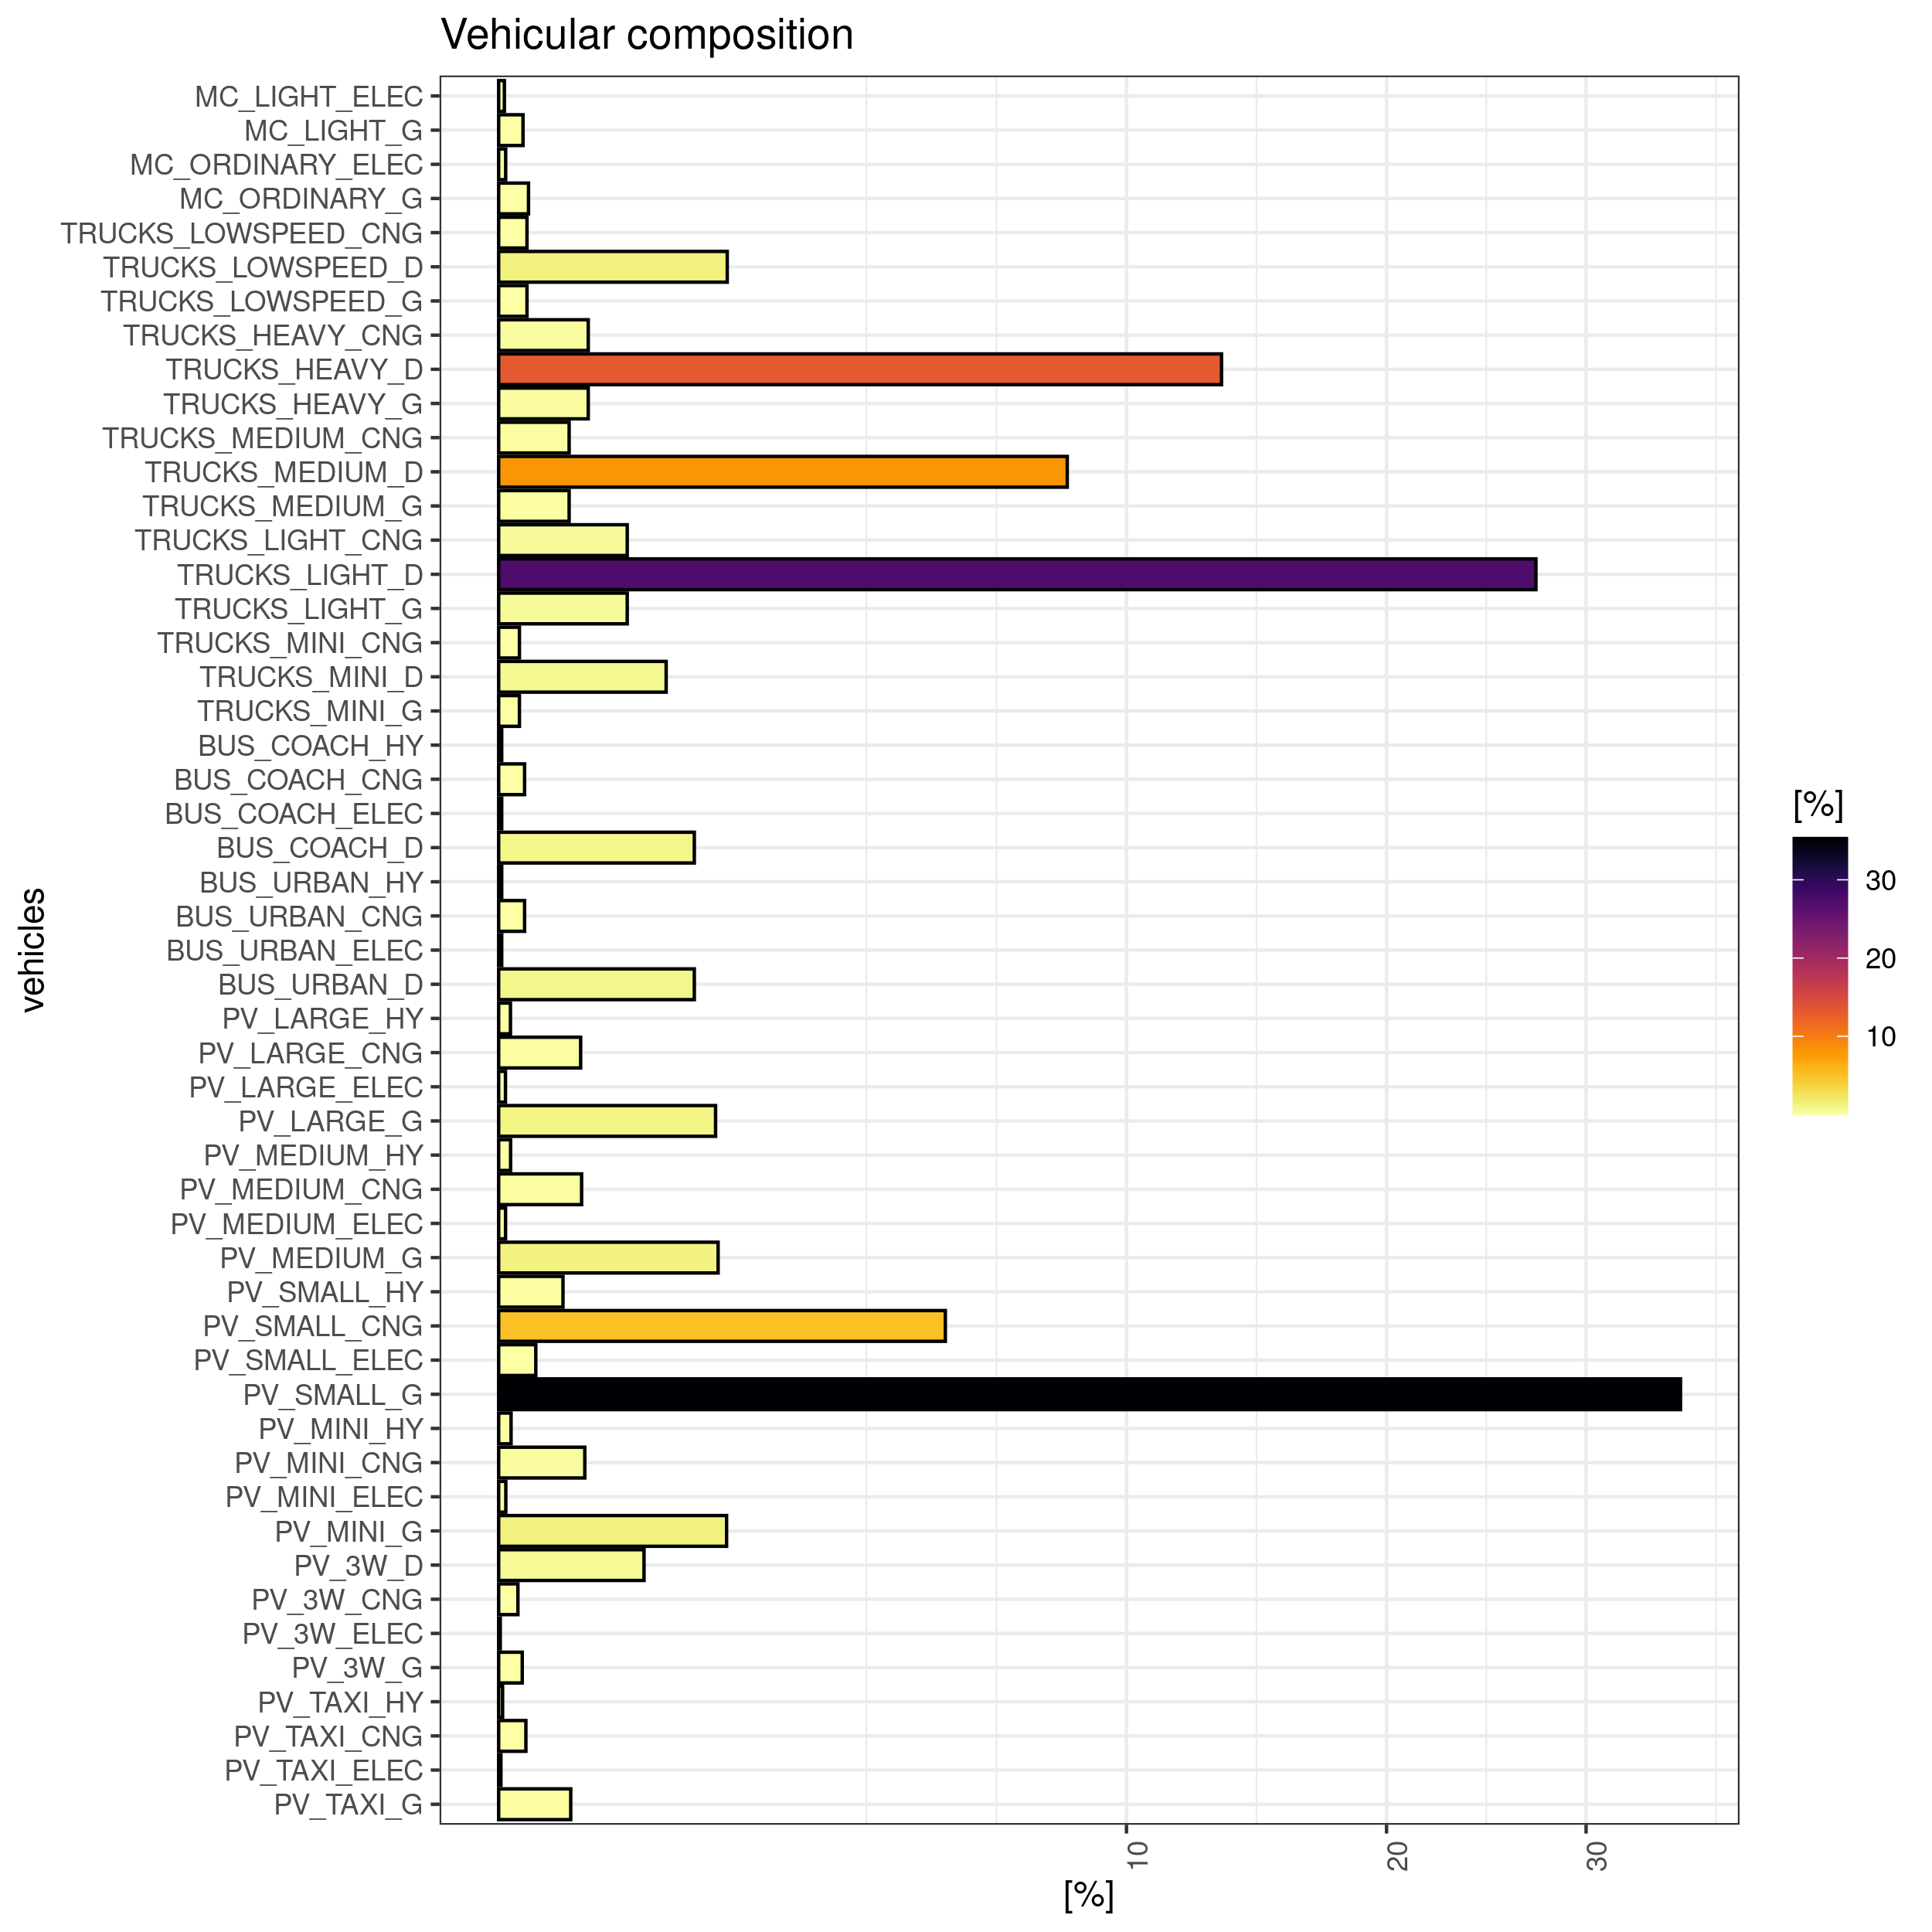 Vehicular composition
MC_LIGHT_ELEC
MC_LIGHT_G
MC_ORDINARY_ELEC
MC_ORDINARY_G
TRUCKS_LOWSPEED_CNG
TRUCKS_LOWSPEED_D
TRUCKS_LOWSPEED_G
TRUCKS_HEAVY_CNG
TRUCKS_HEAVY_D
TRUCKS_HEAVY_G
TRUCKS_MEDIUM_CNG
TRUCKS_MEDIUM_D
TRUCKS_MEDIUM_G
TRUCKS_LIGHT_CNG
TRUCKS_LIGHT_D
TRUCKS_LIGHT_G
TRUCKS_MINI_CNG
TRUCKS_MINI_D
TRUCKS_MINI_G
BUS_COACH_HY
BUS_COACH_CNG
BUS_COACH_ELEC
BUS_COACH_D
BUS_URBAN_HY
BUS_URBAN_CNG
BUS_URBAN_ELEC
BUS_URBAN_D
PV_LARGE_HY
PV_LARGE_CNG
PV_LARGE_ELEC
PV_LARGE_G
PV_MEDIUM_HY
PV_MEDIUM_CNG
PV_MEDIUM_ELEC
PV_MEDIUM_G
PV_SMALL_HY
PV_SMALL_CNG
PV_SMALL_ELEC
PV_SMALL_G
PV_MINI_HY
PV_MINI_CNG
PV_MINI_ELEC
PV_MINI_G
PV_3W_D
PV_3W_CNG
PV_3W_ELEC
PV_3W_G
PV_TAXI_HY
PV_TAXI_CNG
PV_TAXI_ELEC
PV_TAXI_G
vehicles
10
20
30
[%]
[%]
30
20
10